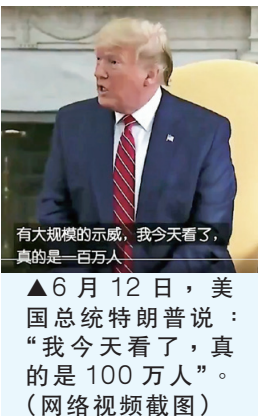 有大规模的示威，我今天看了，
真的是一百万人
▲6 月 12 日，美
国总统特朗普说：
“我今天看了，真
的是 100 万人”。
（网络视频截图）